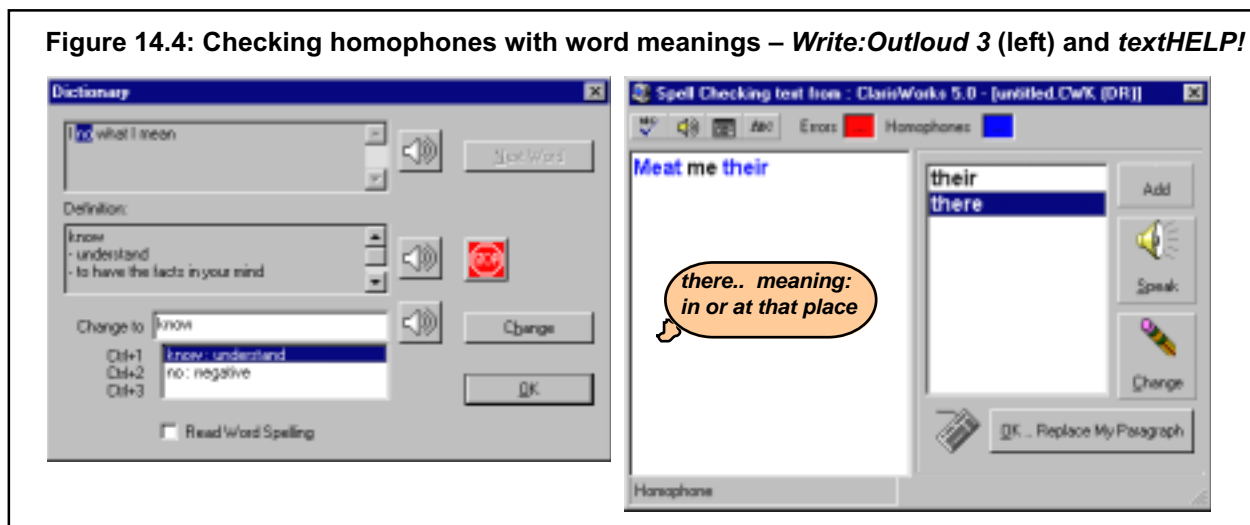 Figure 14.4: Checking homophones with word meanings – Write:Outloud 3 (left) and textHELP!
Dictionary
I no what I mean
Next Word
Definition:
know
- understand
- to have the facts in your mind
STOP
Change to know
Change
Ctrl+1 know : understand
Ctrl+2 no : negative
Ctrl+3
OK
Read Word Spelling
Spell Checking text from : ClarisWorks 5.0 - [untitled.CWK (DR)]
ABC Errors Homophones
Meat me their
their
there
Add
Speak
there.. meaning:
in or at that place
Change
OK... Replace My Paragraph
Homophone